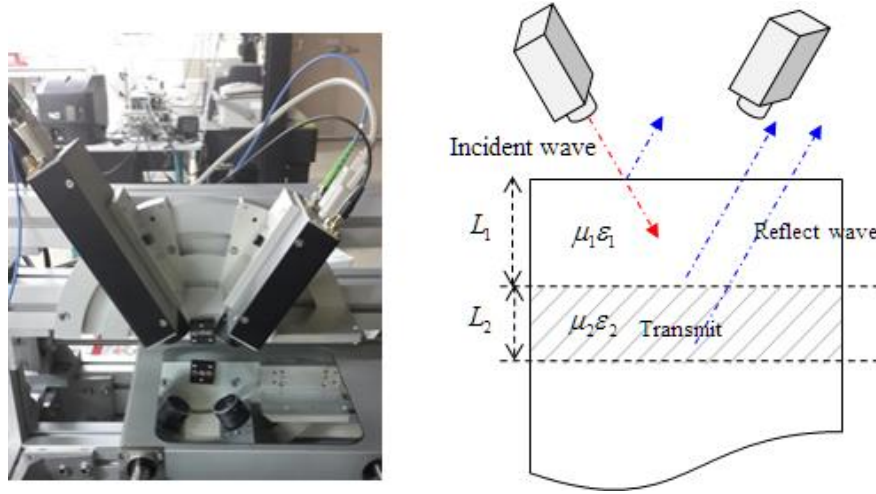 Incident wave
L₁
μ₁ε₁
Reflect wave
L₂
μ₂ε₂
Transmit